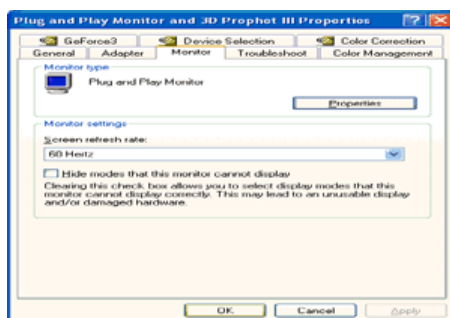 Plug and Play Monitor and 3D Prophet III Properties
GeForce3 Device Selection Color Correction
General Adapter Monitor Troubleshoot Color Management
Monitor type
Plug and Play Monitor
Properties
Monitor settings
Screen refresh rate:
60 Hertz
Hide modes that this monitor cannot display
Clearing this check box allows you to select display modes that this
monitor cannot display correctly. This may lead to an unusable display
and/or damaged hardware.
OK Cancel Apply